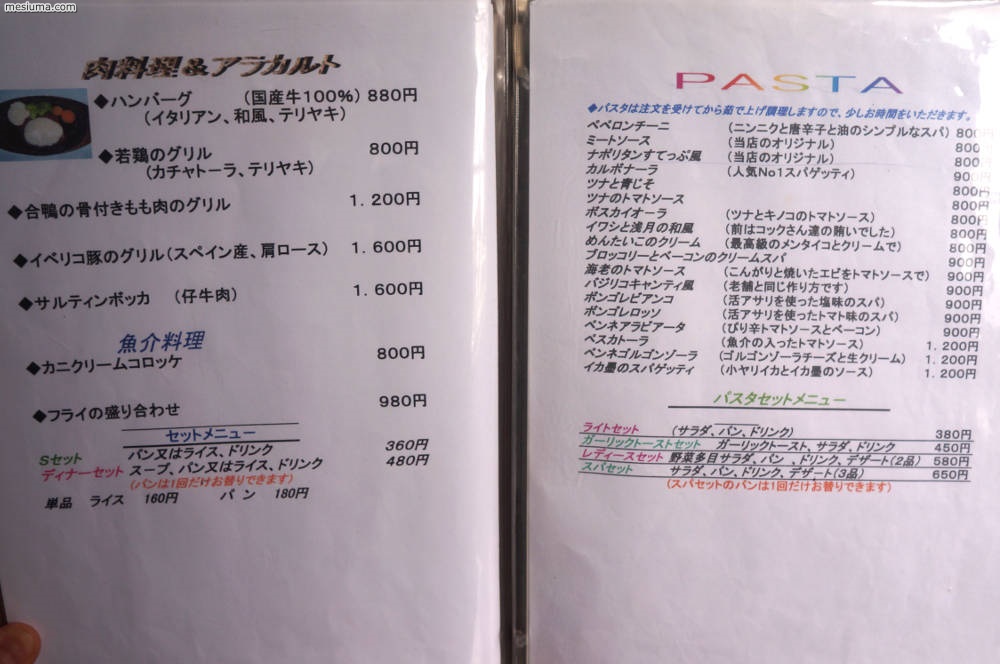 mesiuma.com
肉料理&アラカルト
◆ハンバーグ (国産牛100%) 880円
(イタリアン、和風、テリヤキ)
◆若鶏のグリル 800円
(カチャトーラ、テリヤキ)
◆合鴨の骨付きもも肉のグリル 1. 200円
◆イベリコ豚のグリル(スペイン産、肩ロース) 1. 600円
◆サルティンボッカ (仔牛肉) 1. 600円
魚介料理
◆カニクリームコロッケ 800円
◆フライの盛り合わせ 980円
セットメニュー
Sセット パン又はライス、ドリンク 360円
ディナーセット スープ、パン又はライス、ドリンク 480円
(パンは1回だけお替りできます)
単品 ライス 160円 パン 180円
PASTA
◆パスタは注文を受けてから茹で上げ調理しますので、少しお時間をいただきます。
ペペロンチーニ (ニンニクと唐辛子と油のシンプルなスパ) 800円
ミートソース (当店のオリジナル) 800円
ナポリタンすてっぷ風 (当店のオリジナル) 800円
カルボナーラ (人気No1スパゲッティ) 900円
ツナと青じそ 800円
ツナのトマトソース 800円
ボスカイオーラ (ツナとキノコのトマトソース) 800円
イワシと浅月の和風 (前はコックさん達の賄いでした) 800円
めんたいこのクリーム (最高級のメンタイコとクリームで) 800円
ブロッコリーとベーコンのクリームスパ 900円
海老のトマトソース (こんがりと焼いたエビをトマトソースで) 900円
バジリコキャンティ風 (老舗と同じ作り方です) 900円
ボンゴレビアンコ (活アサリを使った塩味のスパ) 900円
ボンゴレロッソ (活アサリを使ったトマト味のスパ) 900円
ペンネアラビアータ (ぴり辛トマトソースとベーコン) 900円
ペスカトーラ (魚介の入ったトマトソース) 1. 200円
ペンネゴルゴンゾーラ (ゴルゴンゾーラチーズと生クリーム) 1. 200円
イカ墨のスパゲッティ (小ヤリイカとイカ墨のソース) 1. 200円
パスタセットメニュー
ライトセット (サラダ、パン、ドリンク) 380円
ガーリックトーストセット ガーリックトースト、サラダ、ドリンク 450円
レディースセット 野菜多目サラダ、パン 、ドリンク、デザート(2品) 580円
スパセット サラダ、パン、ドリンク、デザート(3品) 650円
(スパセットのパンは1回だけお替りできます)